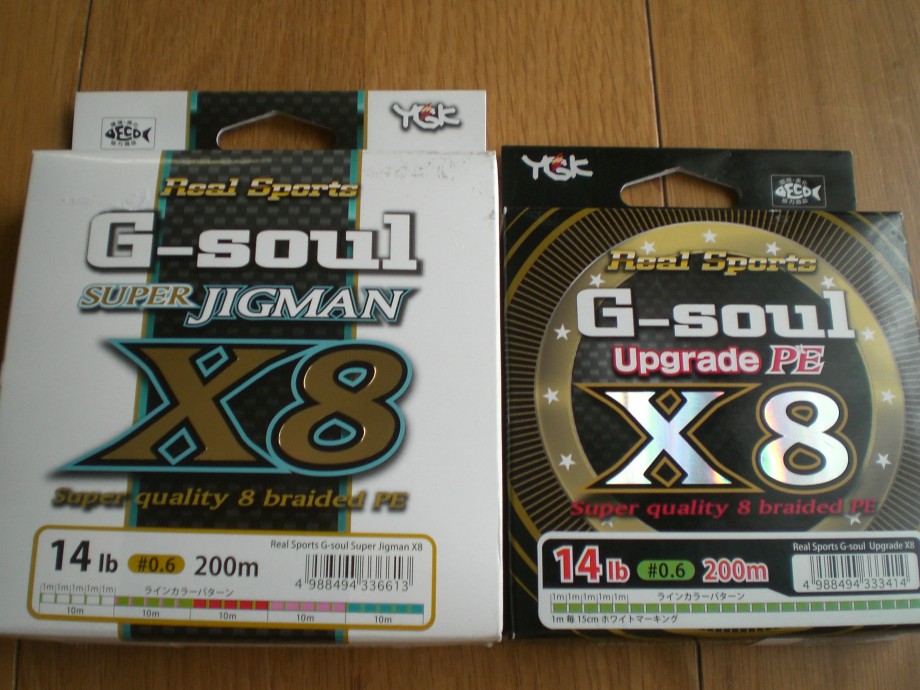 YGK
ECO
Real Sports
G-soul
SUPER JIGMAN
X8
Super quality 8 braided PE
Real Sports G-soul Super Jigman X8
14 lb #0.6 200m
4 988494 336613
1m 1m 1m 1m 1m ラインカラーパターン
10m 10m 10m 10m 10m
YGK
ECO
Real Sports
G-soul
Upgrade PE
X8
Super quality 8 braided PE
Real Sports G-soul Upgrade X8
14 lb #0.6 200m
4 988494 333414
1m 1m 1m 1m 1m ラインカラーパターン
1m 毎 15cm ホワイトマーキング